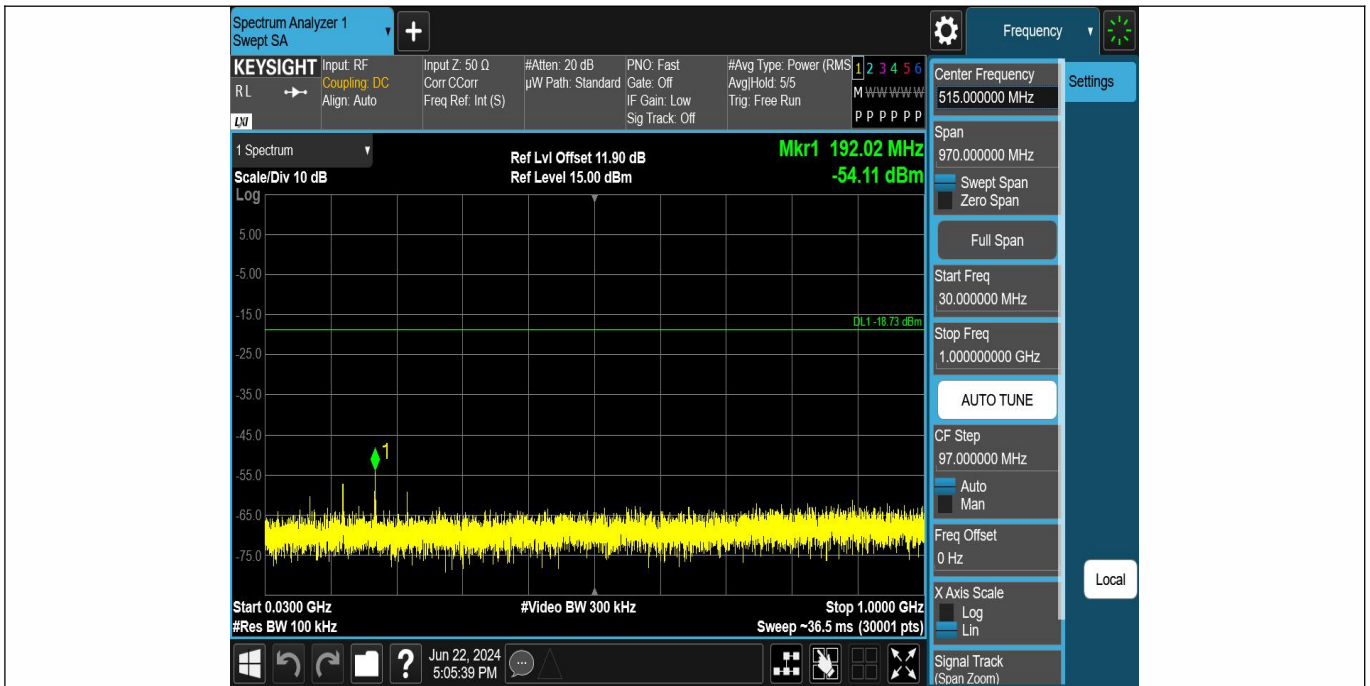 Spectrum Analyzer 1
Swept SA
+
Frequency
KEYSIGHT
RL
LXI
Input: RF
Coupling: DC
Align: Auto
Input Z: 50 Ω
Corr CCorr
Freq Ref: Int (S)
#Atten: 20 dB
µW Path: Standard
PNO: Fast
Gate: Off
IF Gain: Low
Sig Track: Off
#Avg Type: Power (RMS
Avg|Hold: 5/5
Trig: Free Run
1 2 3 4 5 6
M W W W W W
P P P P P P
1 Spectrum
Scale/Div 10 dB
Log
Ref Lvl Offset 11.90 dB
Ref Level 15.00 dBm
Mkr1 192.02 MHz
-54.11 dBm
5.00
-5.00
-15.0
DL1 -18.73 dBm
-25.0
-35.0
-45.0
1
-55.0
-65.0
-75.0
Start 0.0300 GHz
#Res BW 100 kHz
#Video BW 300 kHz
Stop 1.0000 GHz
Sweep ~36.5 ms (30001 pts)
?
Jun 22, 2024
5:05:39 PM
Center Frequency
515.000000 MHz
Settings
Span
970.000000 MHz
Swept Span
Zero Span
Full Span
Start Freq
30.000000 MHz
Stop Freq
1.000000000 GHz
AUTO TUNE
CF Step
97.000000 MHz
Auto
Man
Freq Offset
0 Hz
Local
X Axis Scale
Log
Lin
Signal Track
(Span Zoom)